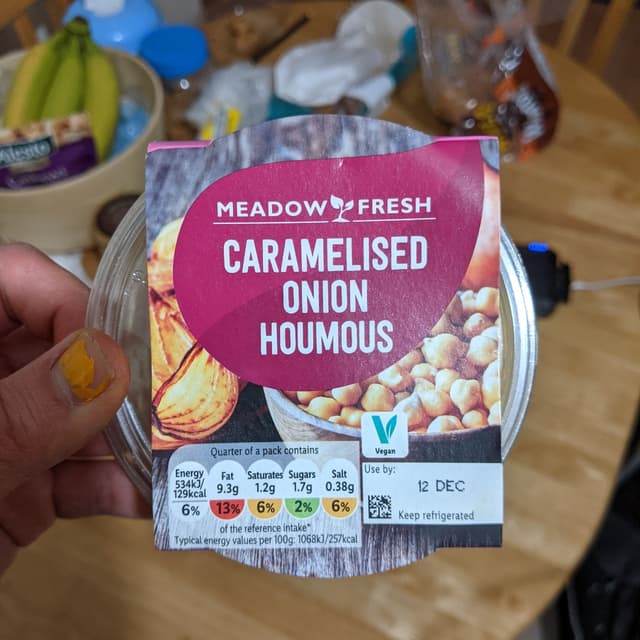 MEADOW FRESH
CARAMELISED
ONION
HOUMOUS
Vegan
Quarter of a pack contains
Energy
534kJ/
129kcal
6%
Fat
9.3g
13%
Saturates
1.2g
6%
Sugars
1.7g
2%
Salt
0.38g
6%
of the reference intake*
Typical energy values per 100g: 1068kJ/257kcal
Use by:
12 DEC
Keep refrigerated